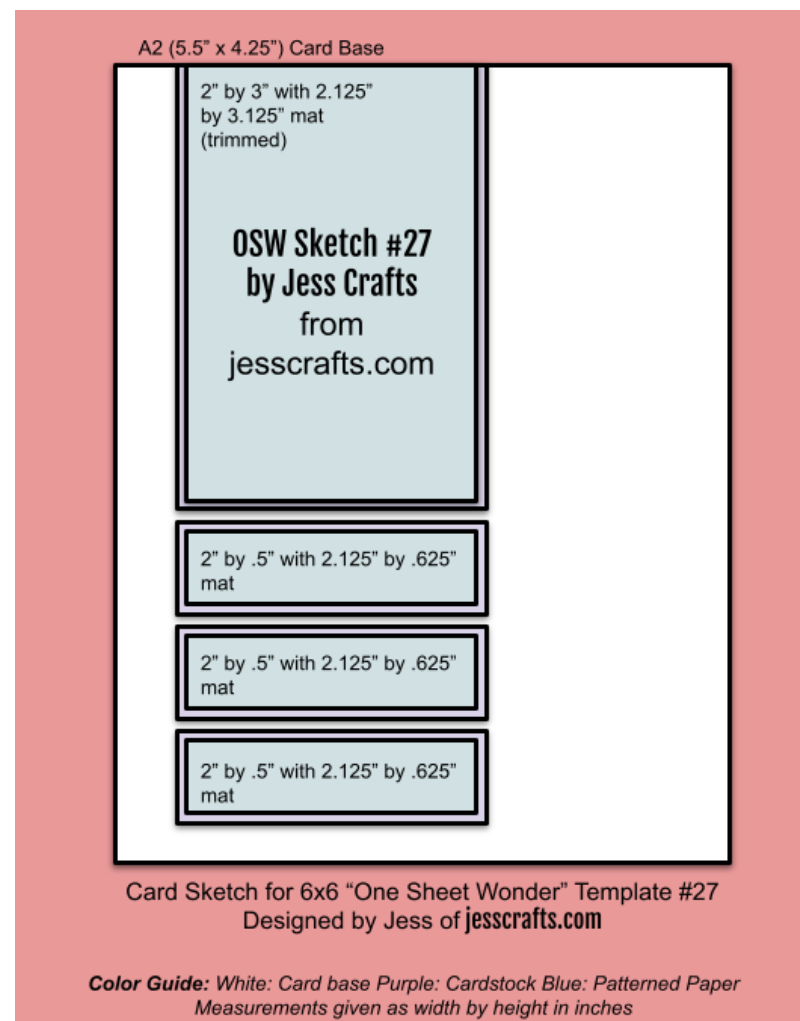 A2 (5.5” x 4.25”) Card Base
2” by 3” with 2.125”
by 3.125” mat
(trimmed)
OSW Sketch #27
by Jess Crafts
from
jesscrafts.com
2” by .5” with 2.125” by .625”
mat
2” by .5” with 2.125” by .625”
mat
2” by .5” with 2.125” by .625”
mat
Card Sketch for 6x6 “One Sheet Wonder” Template #27
Designed by Jess of jesscrafts.com
Color Guide: White: Card base Purple: Cardstock Blue: Patterned Paper
Measurements given as width by height in inches